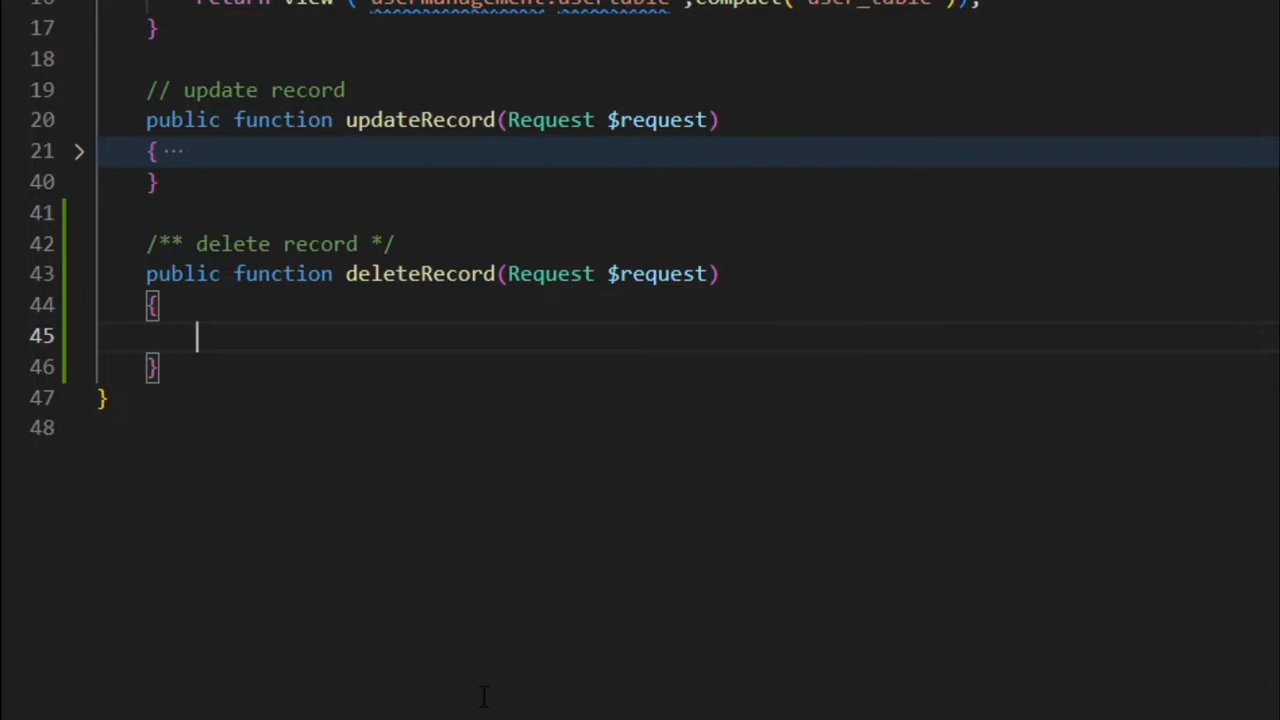 17 }
18
19 // update record
20 public function updateRecord(Request $request)
21 { ···
40 }
41
42 /** delete record */
43 public function deleteRecord(Request $request)
44 {
45
46 }
47 }
48